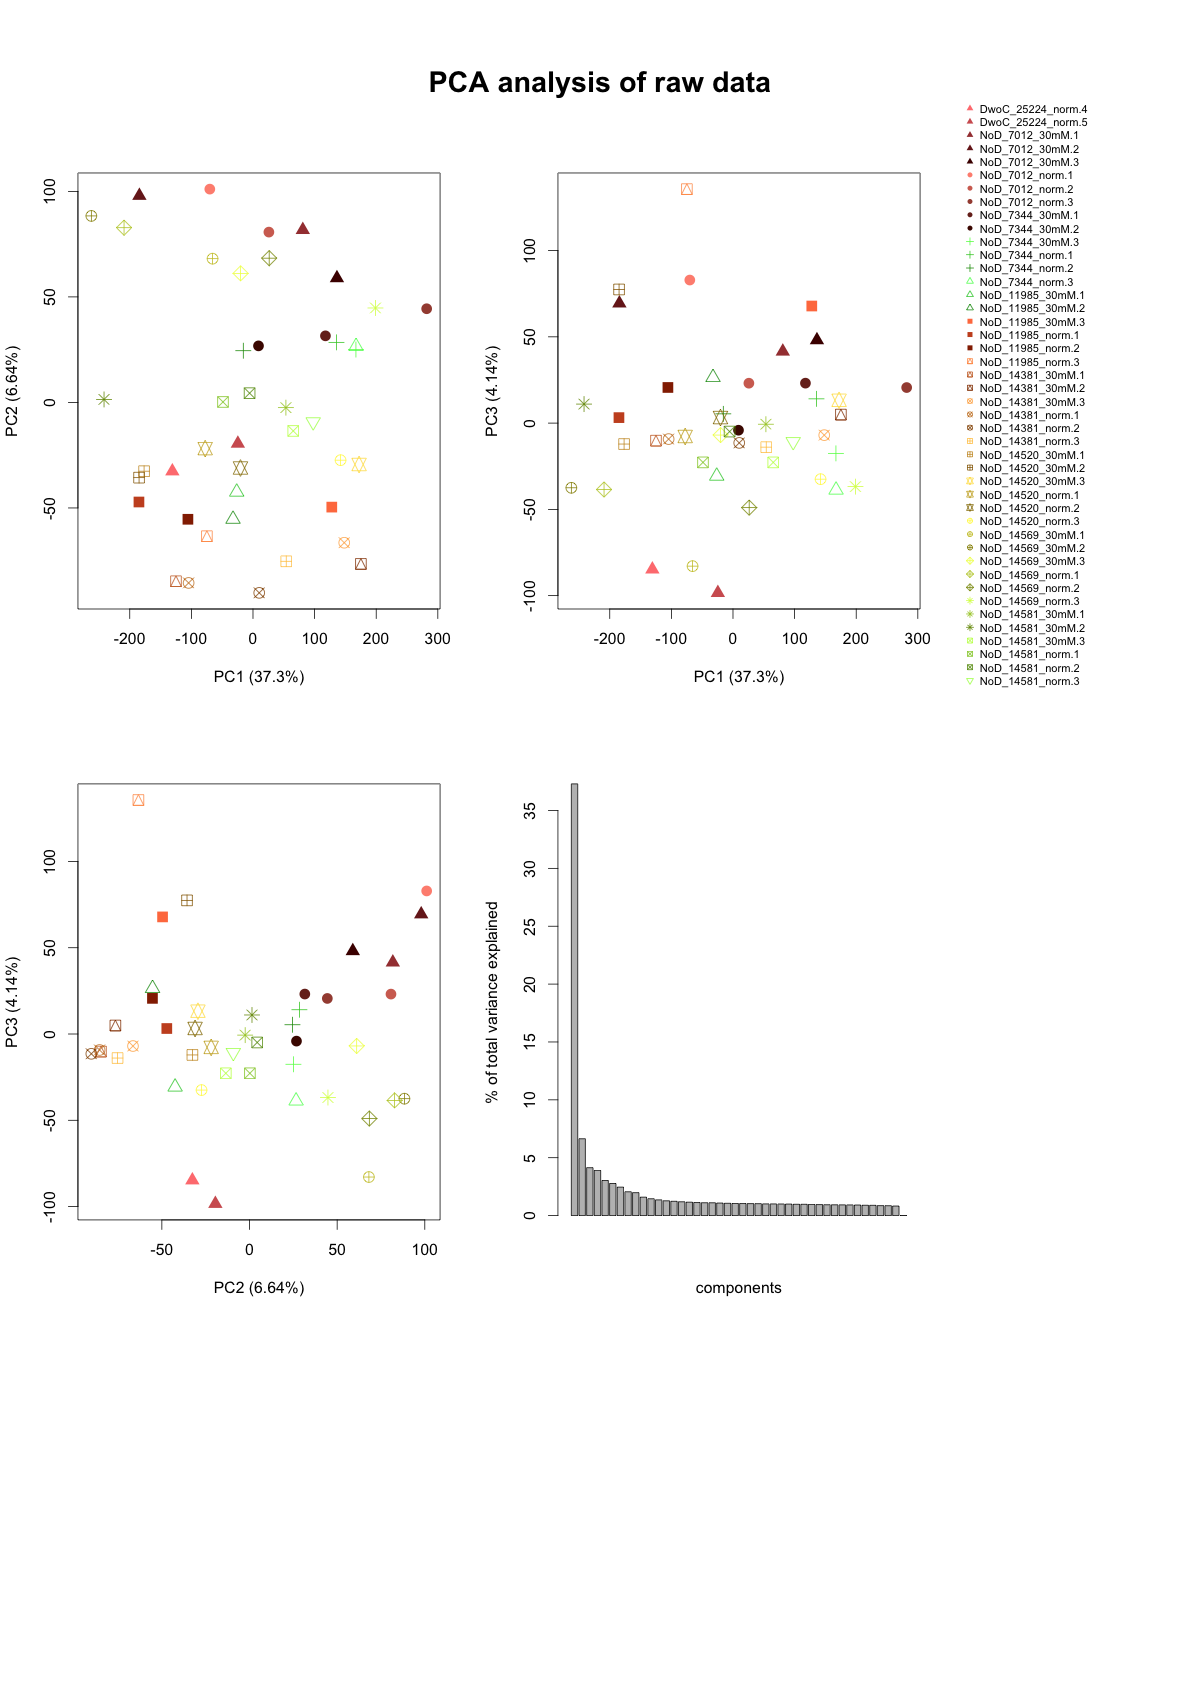 PCA analysis of raw data
DwoC_25224_norm.4
DwoC_25224_norm.5
NoD_7012_30mM.1
NoD_7012_30mM.2
NoD_7012_30mM.3
NoD_7012_norm.1
NoD_7012_norm.2
NoD_7012_norm.3
NoD_7344_30mM.1
NoD_7344_30mM.2
NoD_7344_30mM.3
NoD_7344_norm.1
NoD_7344_norm.2
NoD_7344_norm.3
NoD_11985_30mM.1
NoD_11985_30mM.2
NoD_11985_30mM.3
NoD_11985_norm.1
NoD_11985_norm.2
NoD_11985_norm.3
NoD_14381_30mM.1
NoD_14381_30mM.2
NoD_14381_30mM.3
NoD_14381_norm.1
NoD_14381_norm.2
NoD_14381_norm.3
NoD_14520_30mM.1
NoD_14520_30mM.2
NoD_14520_30mM.3
NoD_14520_norm.1
NoD_14520_norm.2
NoD_14520_norm.3
NoD_14569_30mM.1
NoD_14569_30mM.2
NoD_14569_30mM.3
NoD_14569_norm.1
NoD_14569_norm.2
NoD_14569_norm.3
NoD_14581_30mM.1
NoD_14581_30mM.2
NoD_14581_30mM.3
NoD_14581_norm.1
NoD_14581_norm.2
NoD_14581_norm.3
PC2 (6.64%)
100
50
0
-50
-200 -100 0 100 200 300
PC1 (37.3%)
PC3 (4.14%)
100
50
0
-50
-100
-200 -100 0 100 200 300
PC1 (37.3%)
PC3 (4.14%)
100
50
0
-50
-100
-50 0 50 100
PC2 (6.64%)
% of total variance explained
35
30
25
20
15
10
5
0
components